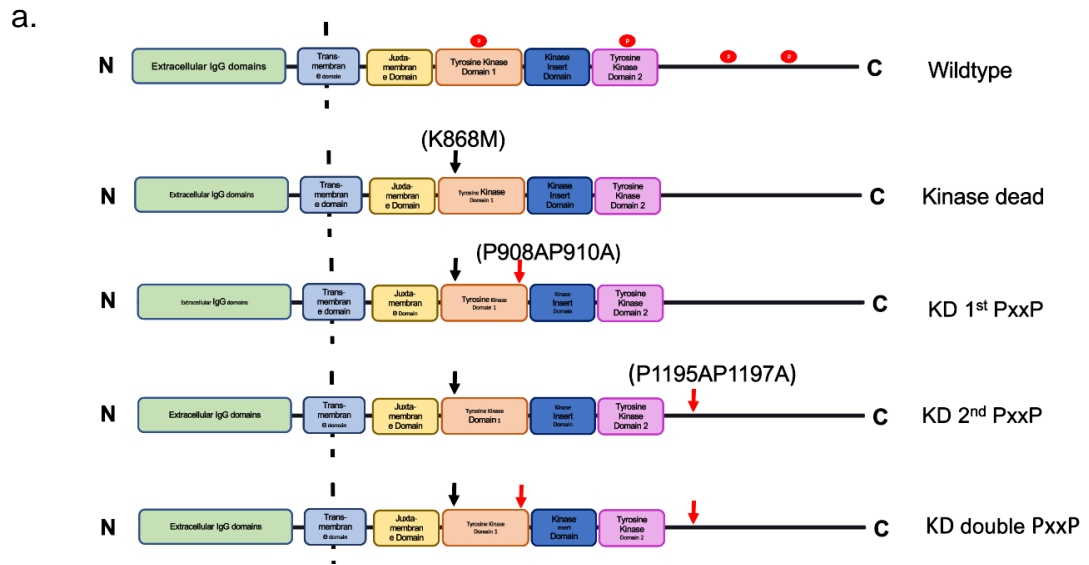 a.
P P P P
N Extracellular IgG domains Trans-membran e domain Juxta-membran e Domain Tyrosine Kinase Domain 1 Kinase Insert Domain Tyrosine Kinase Domain 2 C Wildtype
(K868M)
N Extracellular IgG domains Trans-membran e domain Juxta-membran e Domain Tyrosine Kinase Domain 1 Kinase Insert Domain Tyrosine Kinase Domain 2 C Kinase dead
(P908AP910A)
N Extracellular IgG domains Trans-membran e domain Juxta-membran e Domain Tyrosine Kinase Domain 1 Kinase Insert Domain Tyrosine Kinase Domain 2 C KD 1st PxxP
(P1195AP1197A)
N Extracellular IgG domains Trans-membran e domain Juxta-membran e Domain Tyrosine Kinase Domain 1 Kinase Insert Domain Tyrosine Kinase Domain 2 C KD 2nd PxxP
N Extracellular IgG domains Trans-membran e domain Juxta-membran e Domain Tyrosine Kinase Domain 1 Kinase Insert Domain Tyrosine Kinase Domain 2 C KD double PxxP